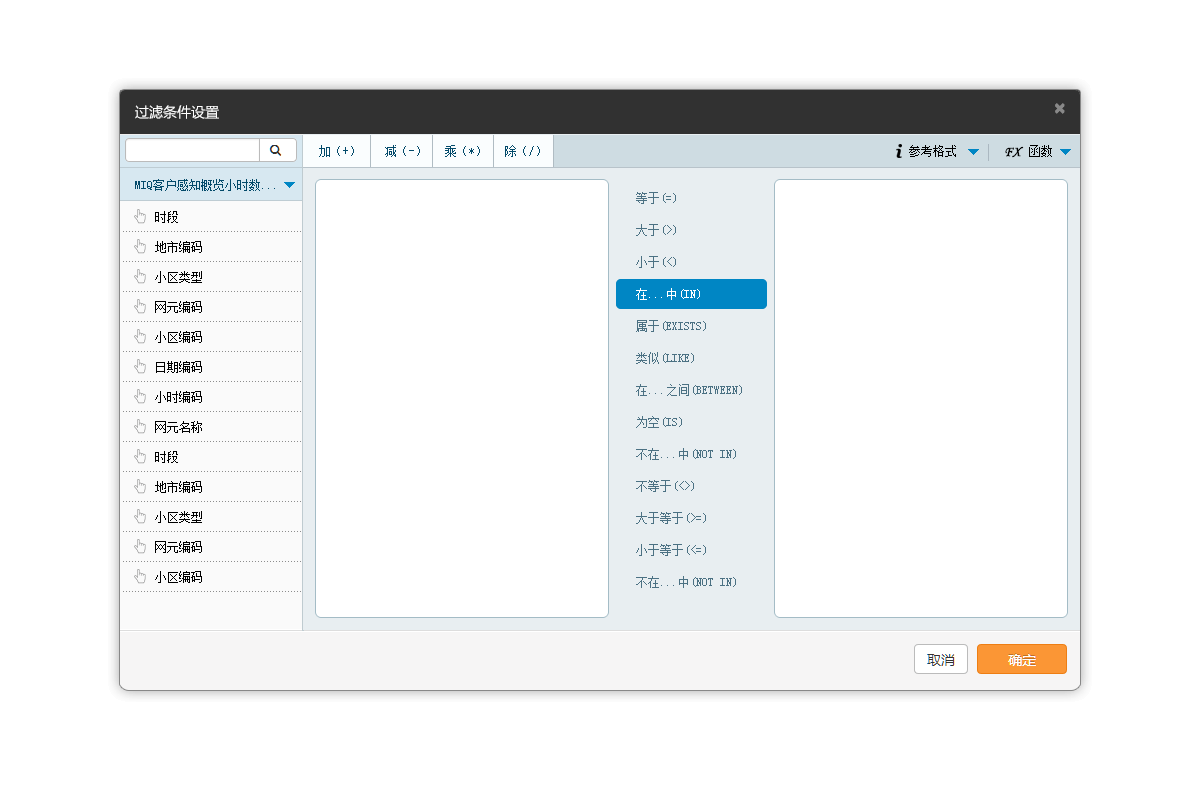 过滤条件设置
加 (+) 减 (-) 乘 (*) 除 (/) i 参考格式 FX 函数
MIQ客户感知概览小时数...
时段
地市编码
小区类型
网元编码
小区编码
日期编码
小时编码
网元名称
时段
地市编码
小区类型
网元编码
小区编码
等于(=)
大于(>)
小于(<)
在...中(IN)
属于(EXISTS)
类似(LIKE)
在...之间(BETWEEN)
为空(IS)
不在...中(NOT IN)
不等于(<>)
大于等于(>=)
小于等于(<=)
不在...中(NOT IN)
取消 确定